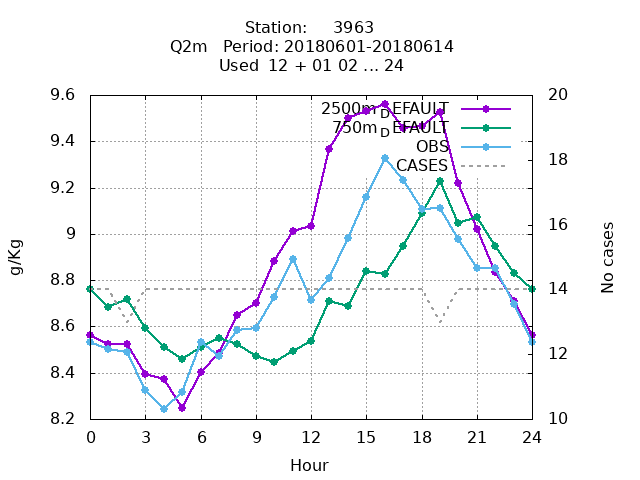 Station: 3963
Q2m Period: 20180601-20180614
Used 12 + 01 02 ... 24
9.6
9.4
9.2
9
8.8
8.6
8.4
8.2
g/Kg
20
18
16
14
12
10
No cases
2500m_DEFAULT
750m_DEFAULT
OBS
CASES
0 3 6 9 12 15 18 21 24
Hour